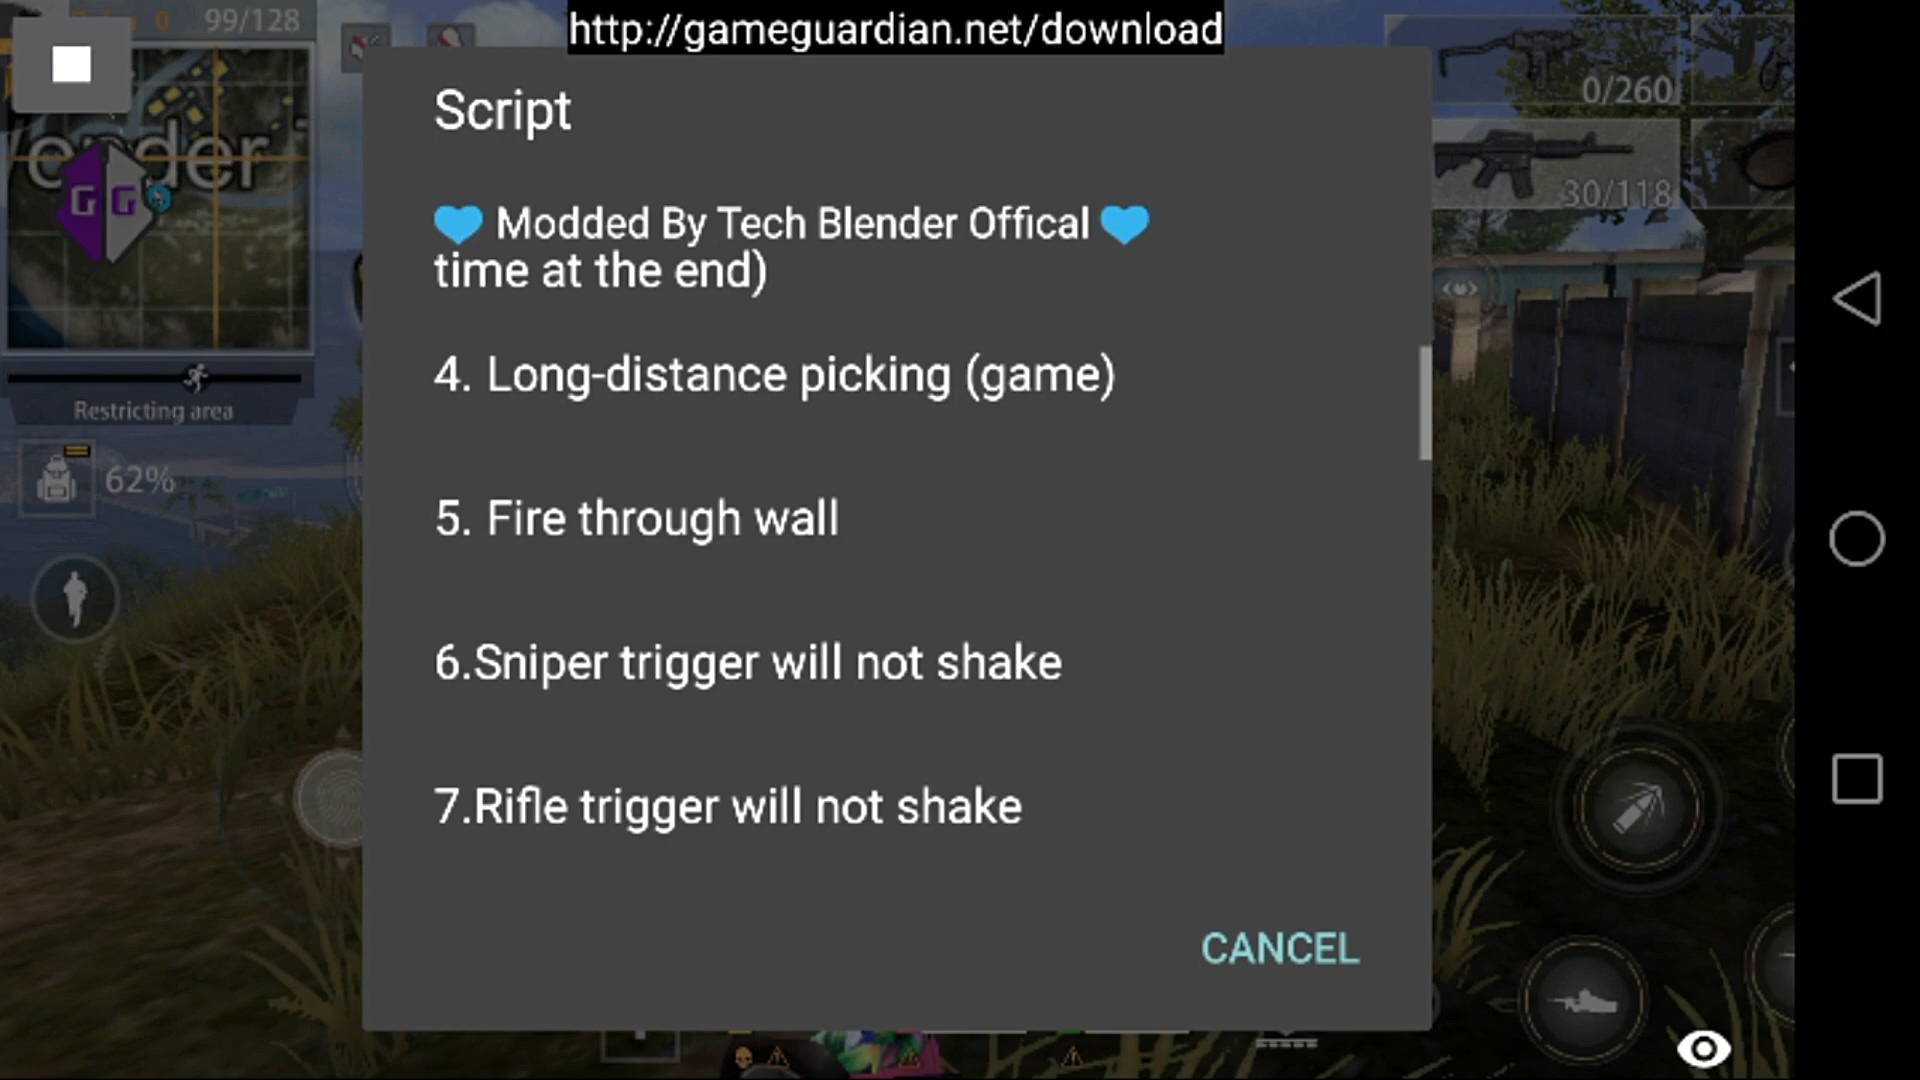 http://gameguardian.net/download
99/128
Script
0/260
30/118
💙 Modded By Tech Blender Offical 💙
time at the end)
4. Long-distance picking (game)
Restricting area
62%
5. Fire through wall
6.Sniper trigger will not shake
7.Rifle trigger will not shake
CANCEL
G G